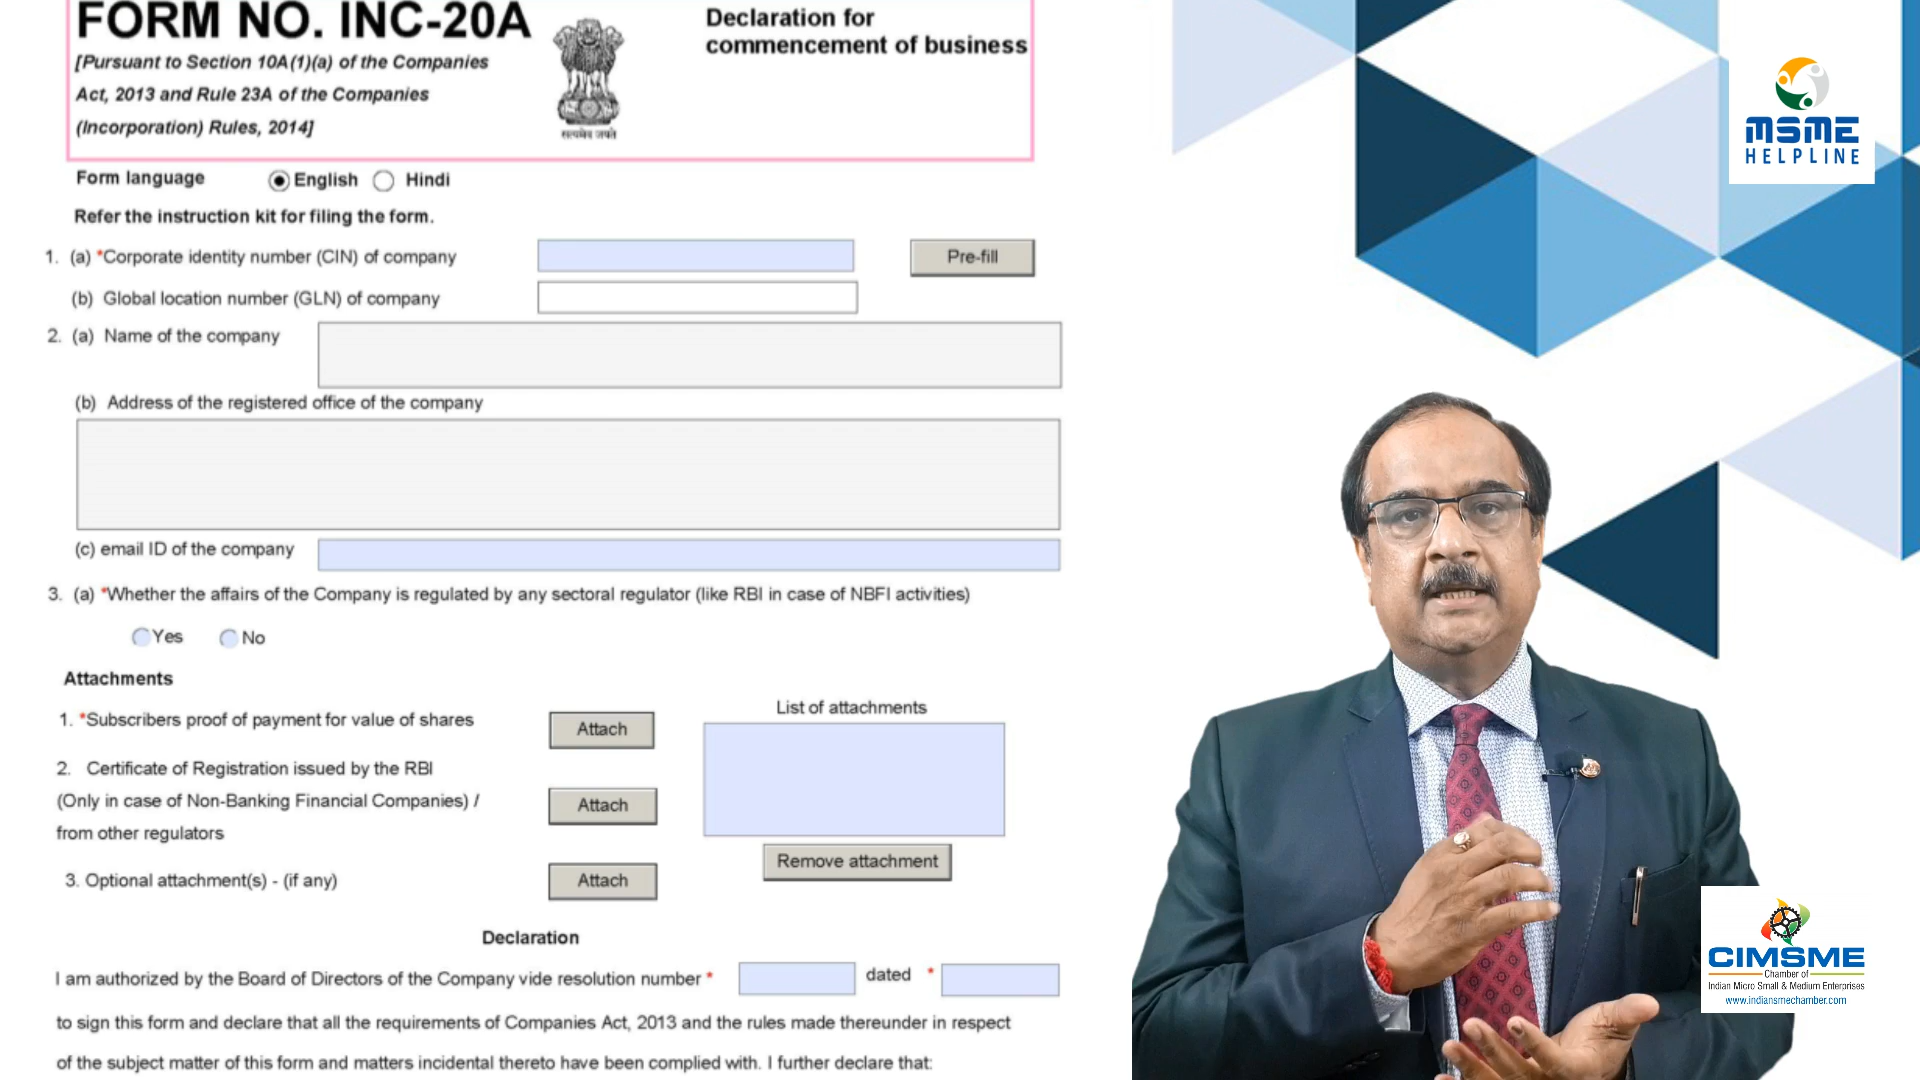 FORM NO. INC-20A
[Pursuant to Section 10A(1)(a) of the Companies
Act, 2013 and Rule 23A of the Companies
(Incorporation) Rules, 2014]
सत्यमेव जयते
Declaration for
commencement of business
Form language English Hindi
Refer the instruction kit for filing the form.
1. (a) *Corporate identity number (CIN) of company Pre-fill
(b) Global location number (GLN) of company
2. (a) Name of the company
(b) Address of the registered office of the company
(c) email ID of the company
3. (a) *Whether the affairs of the Company is regulated by any sectoral regulator (like RBI in case of NBFI activities)
Yes No
Attachments
List of attachments
1. *Subscribers proof of payment for value of shares Attach
2. Certificate of Registration issued by the RBI
(Only in case of Non-Banking Financial Companies) / Attach
from other regulators
Remove attachment
3. Optional attachment(s) - (if any) Attach
Declaration
I am authorized by the Board of Directors of the Company vide resolution number * dated *
to sign this form and declare that all the requirements of Companies Act, 2013 and the rules made thereunder in respect
of the subject matter of this form and matters incidental thereto have been complied with. I further declare that:
MSME
HELPLINE
CIMSME
Chamber of
Indian Micro Small & Medium Enterprises
www.indiansmechamber.com